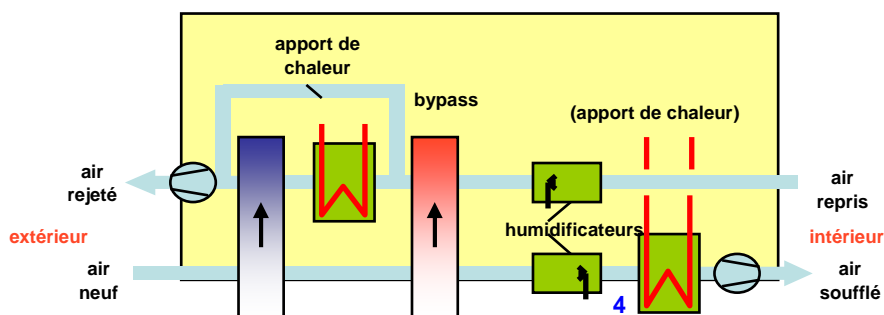 apport de
chaleur
bypass
(apport de chaleur)
air
rejeté
air
repris
extérieur
humidificateurs
intérieur
air
neuf
air
soufflé
4